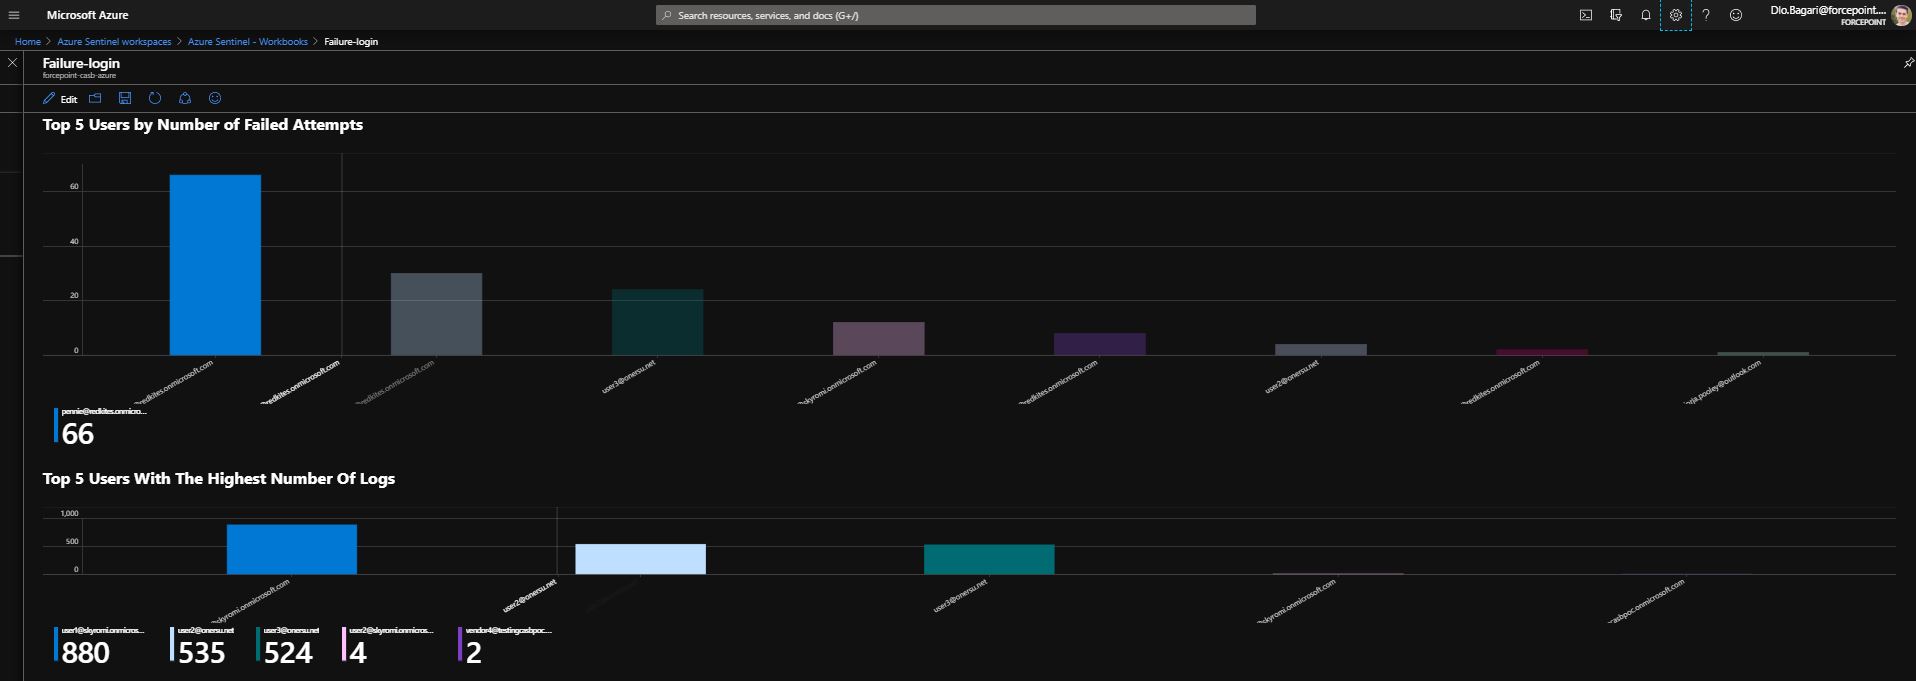 Microsoft Azure
Search resources, services, and docs (G+/)
Dlo.Bagari@forcepoint....
FORCEPOINT
Home > Azure Sentinel workspaces > Azure Sentinel - Workbooks > Failure-login
Failure-login
forcepoint-casb-azure
Edit
Top 5 Users by Number of Failed Attempts
60
40
20
0
@redkites.onmicrosoft.com
@redkites.onmicrosoft.com
@redkites.onmicrosoft.com
user3@onersu.net
@skyromi.onmicrosoft.com
@redkites.onmicrosoft.com
user2@onersu.net
@redkites.onmicrosoft.com
.pooley@outlook.com
pennie@redkites.onmicro...
66
Top 5 Users With The Highest Number Of Logs
1,000
500
0
@skyromi.onmicrosoft.com
user2@onersu.net
user3@onersu.net
@skyromi.onmicrosoft.com
casbpoc.onmicrosoft.com
user1@skyromi.onmicros...
880
user2@onersu.net
535
user3@onersu.net
524
user2@skyromi.onmicros...
4
vendor4@testingcasbpoc...
2